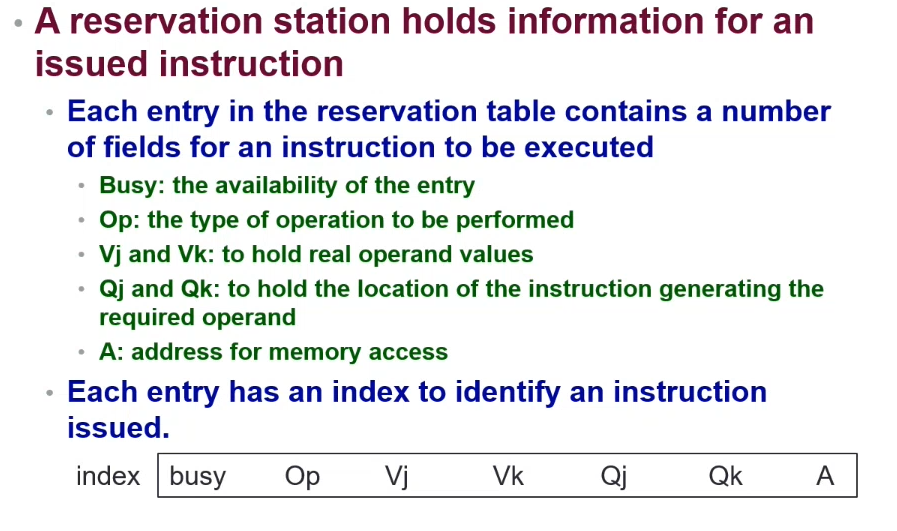 • A reservation station holds information for an
issued instruction
• Each entry in the reservation table contains a number
of fields for an instruction to be executed
• Busy: the availability of the entry
• Op: the type of operation to be performed
• Vj and Vk: to hold real operand values
• Qj and Qk: to hold the location of the instruction generating the
required operand
• A: address for memory access
• Each entry has an index to identify an instruction
issued.
index busy Op Vj Vk Qj Qk A